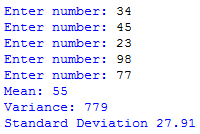 Enter number: 34
Enter number: 45
Enter number: 23
Enter number: 98
Enter number: 77
Mean: 55
Variance: 779
Standard Deviation 27.91